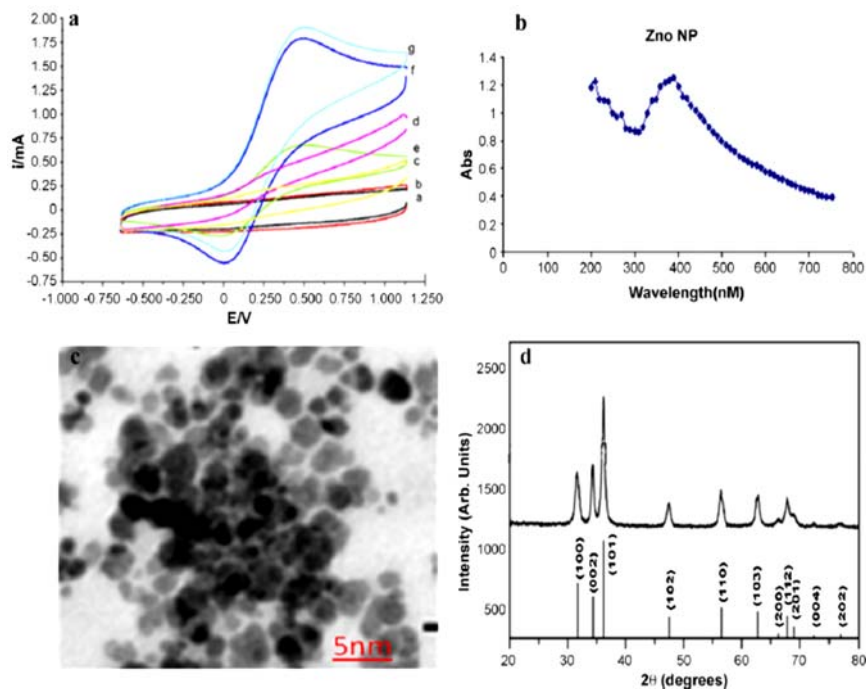 a
2.00
1.75
1.50
1.25
1.00
0.75
0.50
0.25
0
-0.25
-0.50
-0.75
i/mA
-1.000 -0.750 -0.500 -0.250 0 0.250 0.500 0.750 1.000 1.250
E/V
g
f
d
e
c
b
a
b
Zno NP
1.4
1.2
1
0.8
0.6
0.4
0.2
0
Abs
0 100 200 300 400 500 600 700 800
Wavelength(nM)
c
5nm
d
2500
2000
1500
1000
500
Intensity (Arb. Units)
(100)
(002)
(101)
(102)
(110)
(103)
(200)
(112)
(201)
(004)
(202)
20 30 40 50 60 70 80
2θ (degrees)